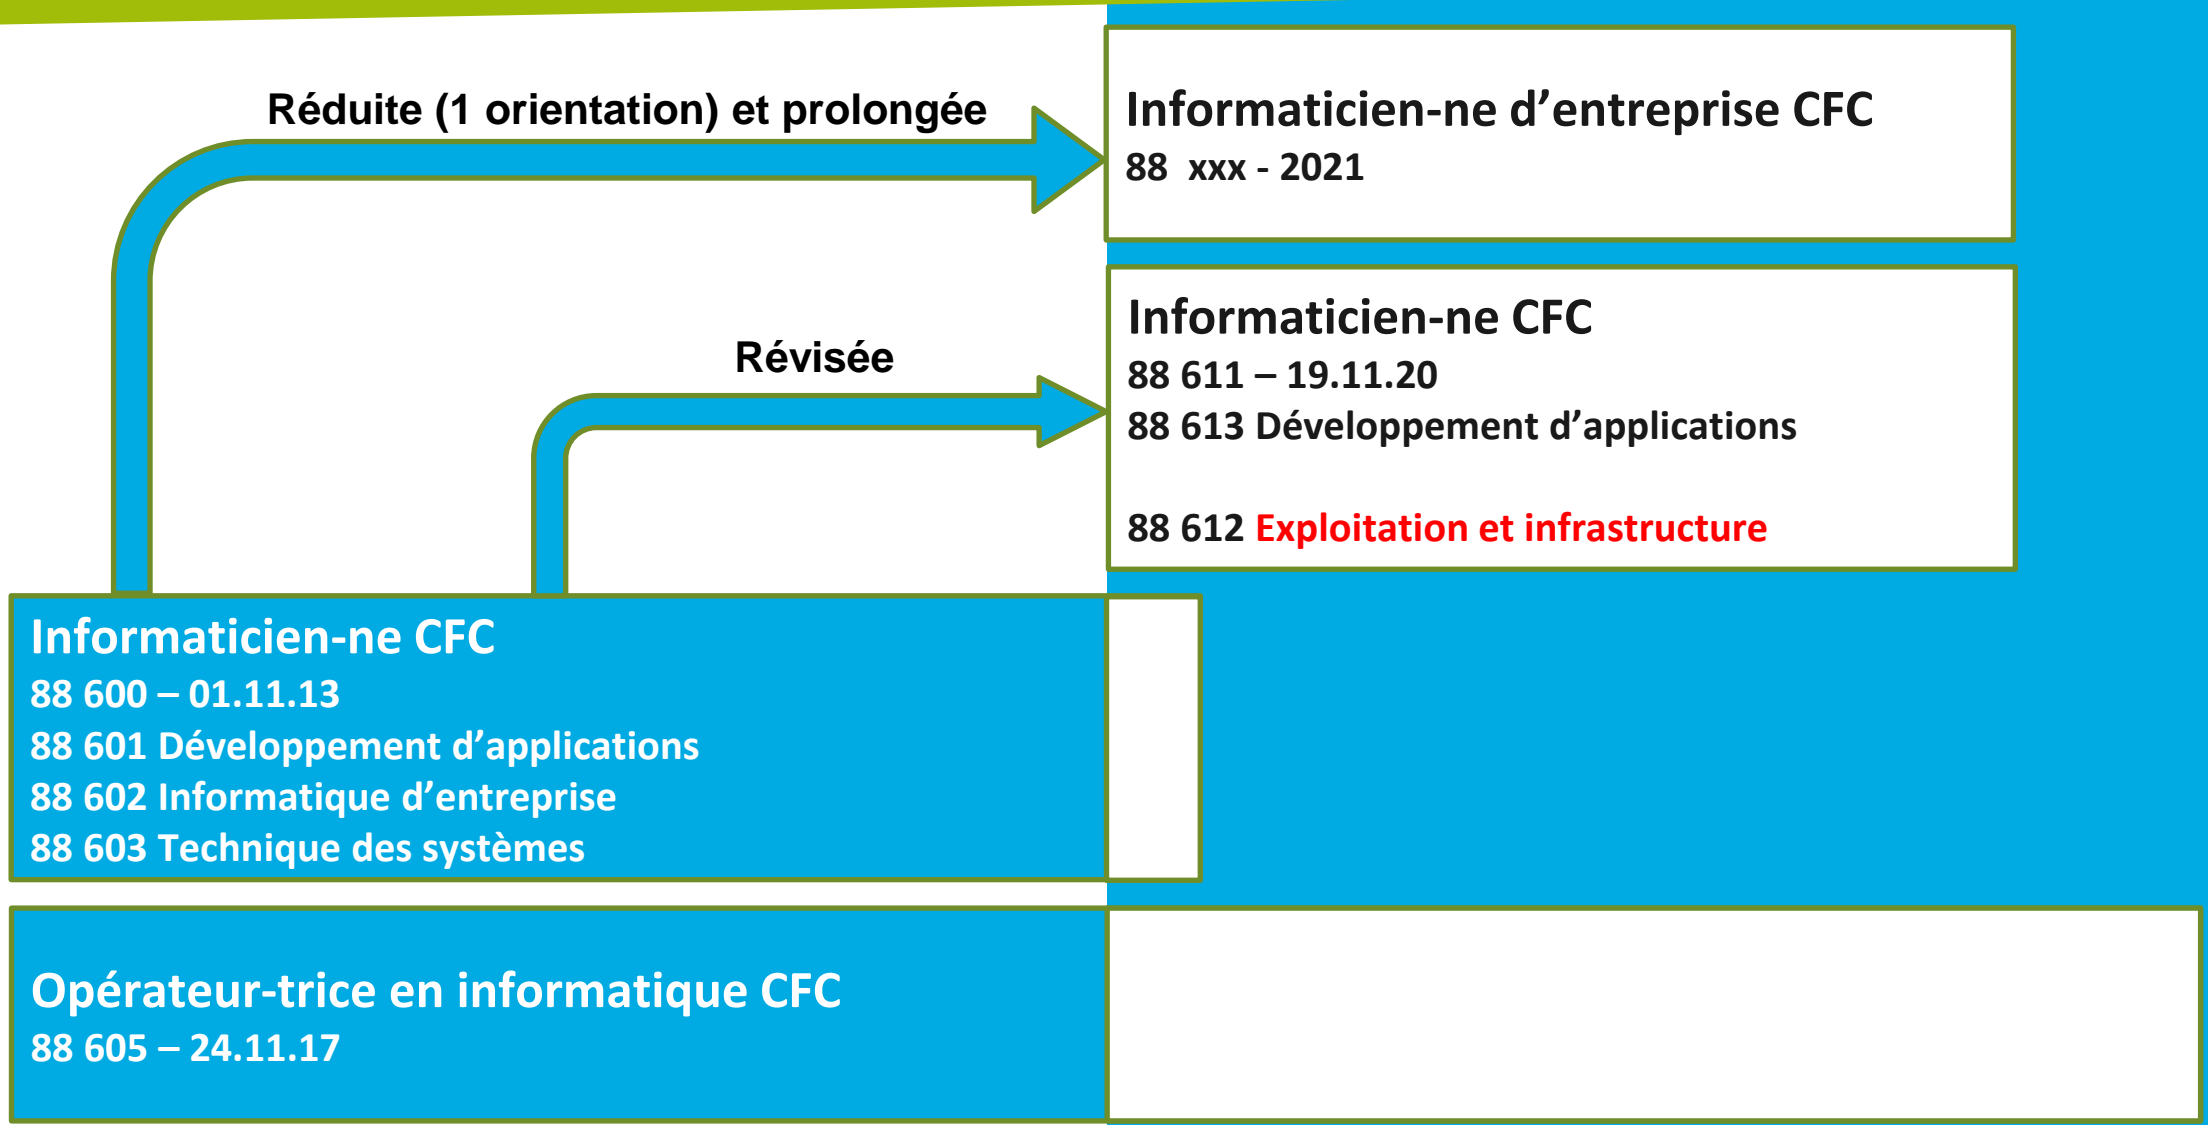 Réduite (1 orientation) et prolongée
Informaticien-ne d’entreprise CFC
88 xxx - 2021
Révisée
Informaticien-ne CFC
88 611 – 19.11.20
88 613 Développement d’applications
88 612 Exploitation et infrastructure
Informaticien-ne CFC
88 600 – 01.11.13
88 601 Développement d’applications
88 602 Informatique d’entreprise
88 603 Technique des systèmes
Opérateur-trice en informatique CFC
88 605 – 24.11.17